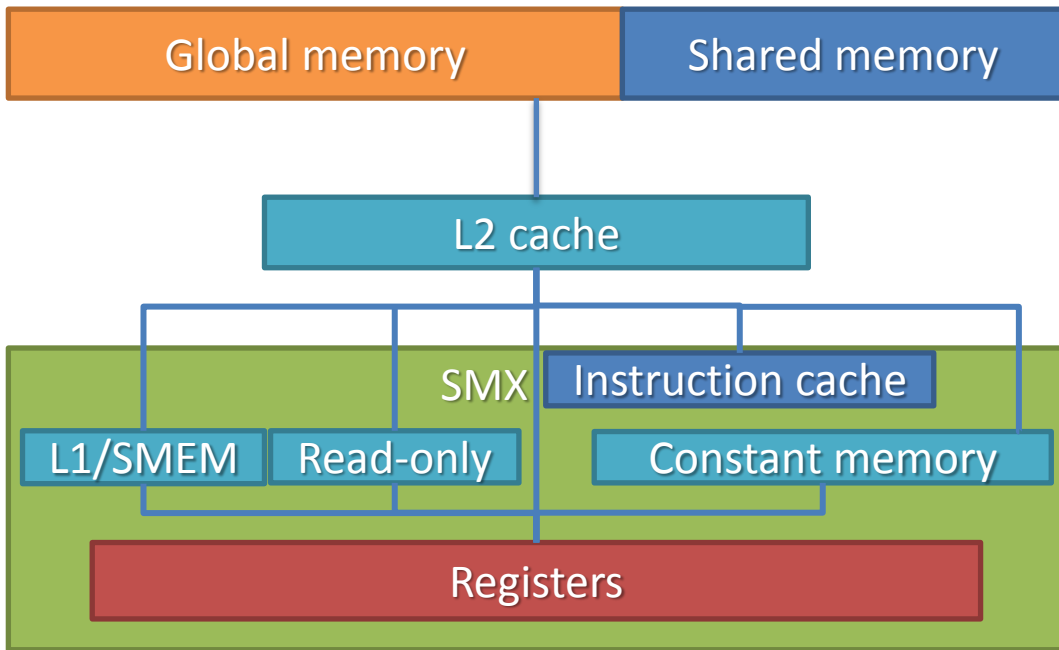 Global memory
Shared memory
L2 cache
SMX
Instruction cache
L1/SMEM
Read-only
Constant memory
Registers